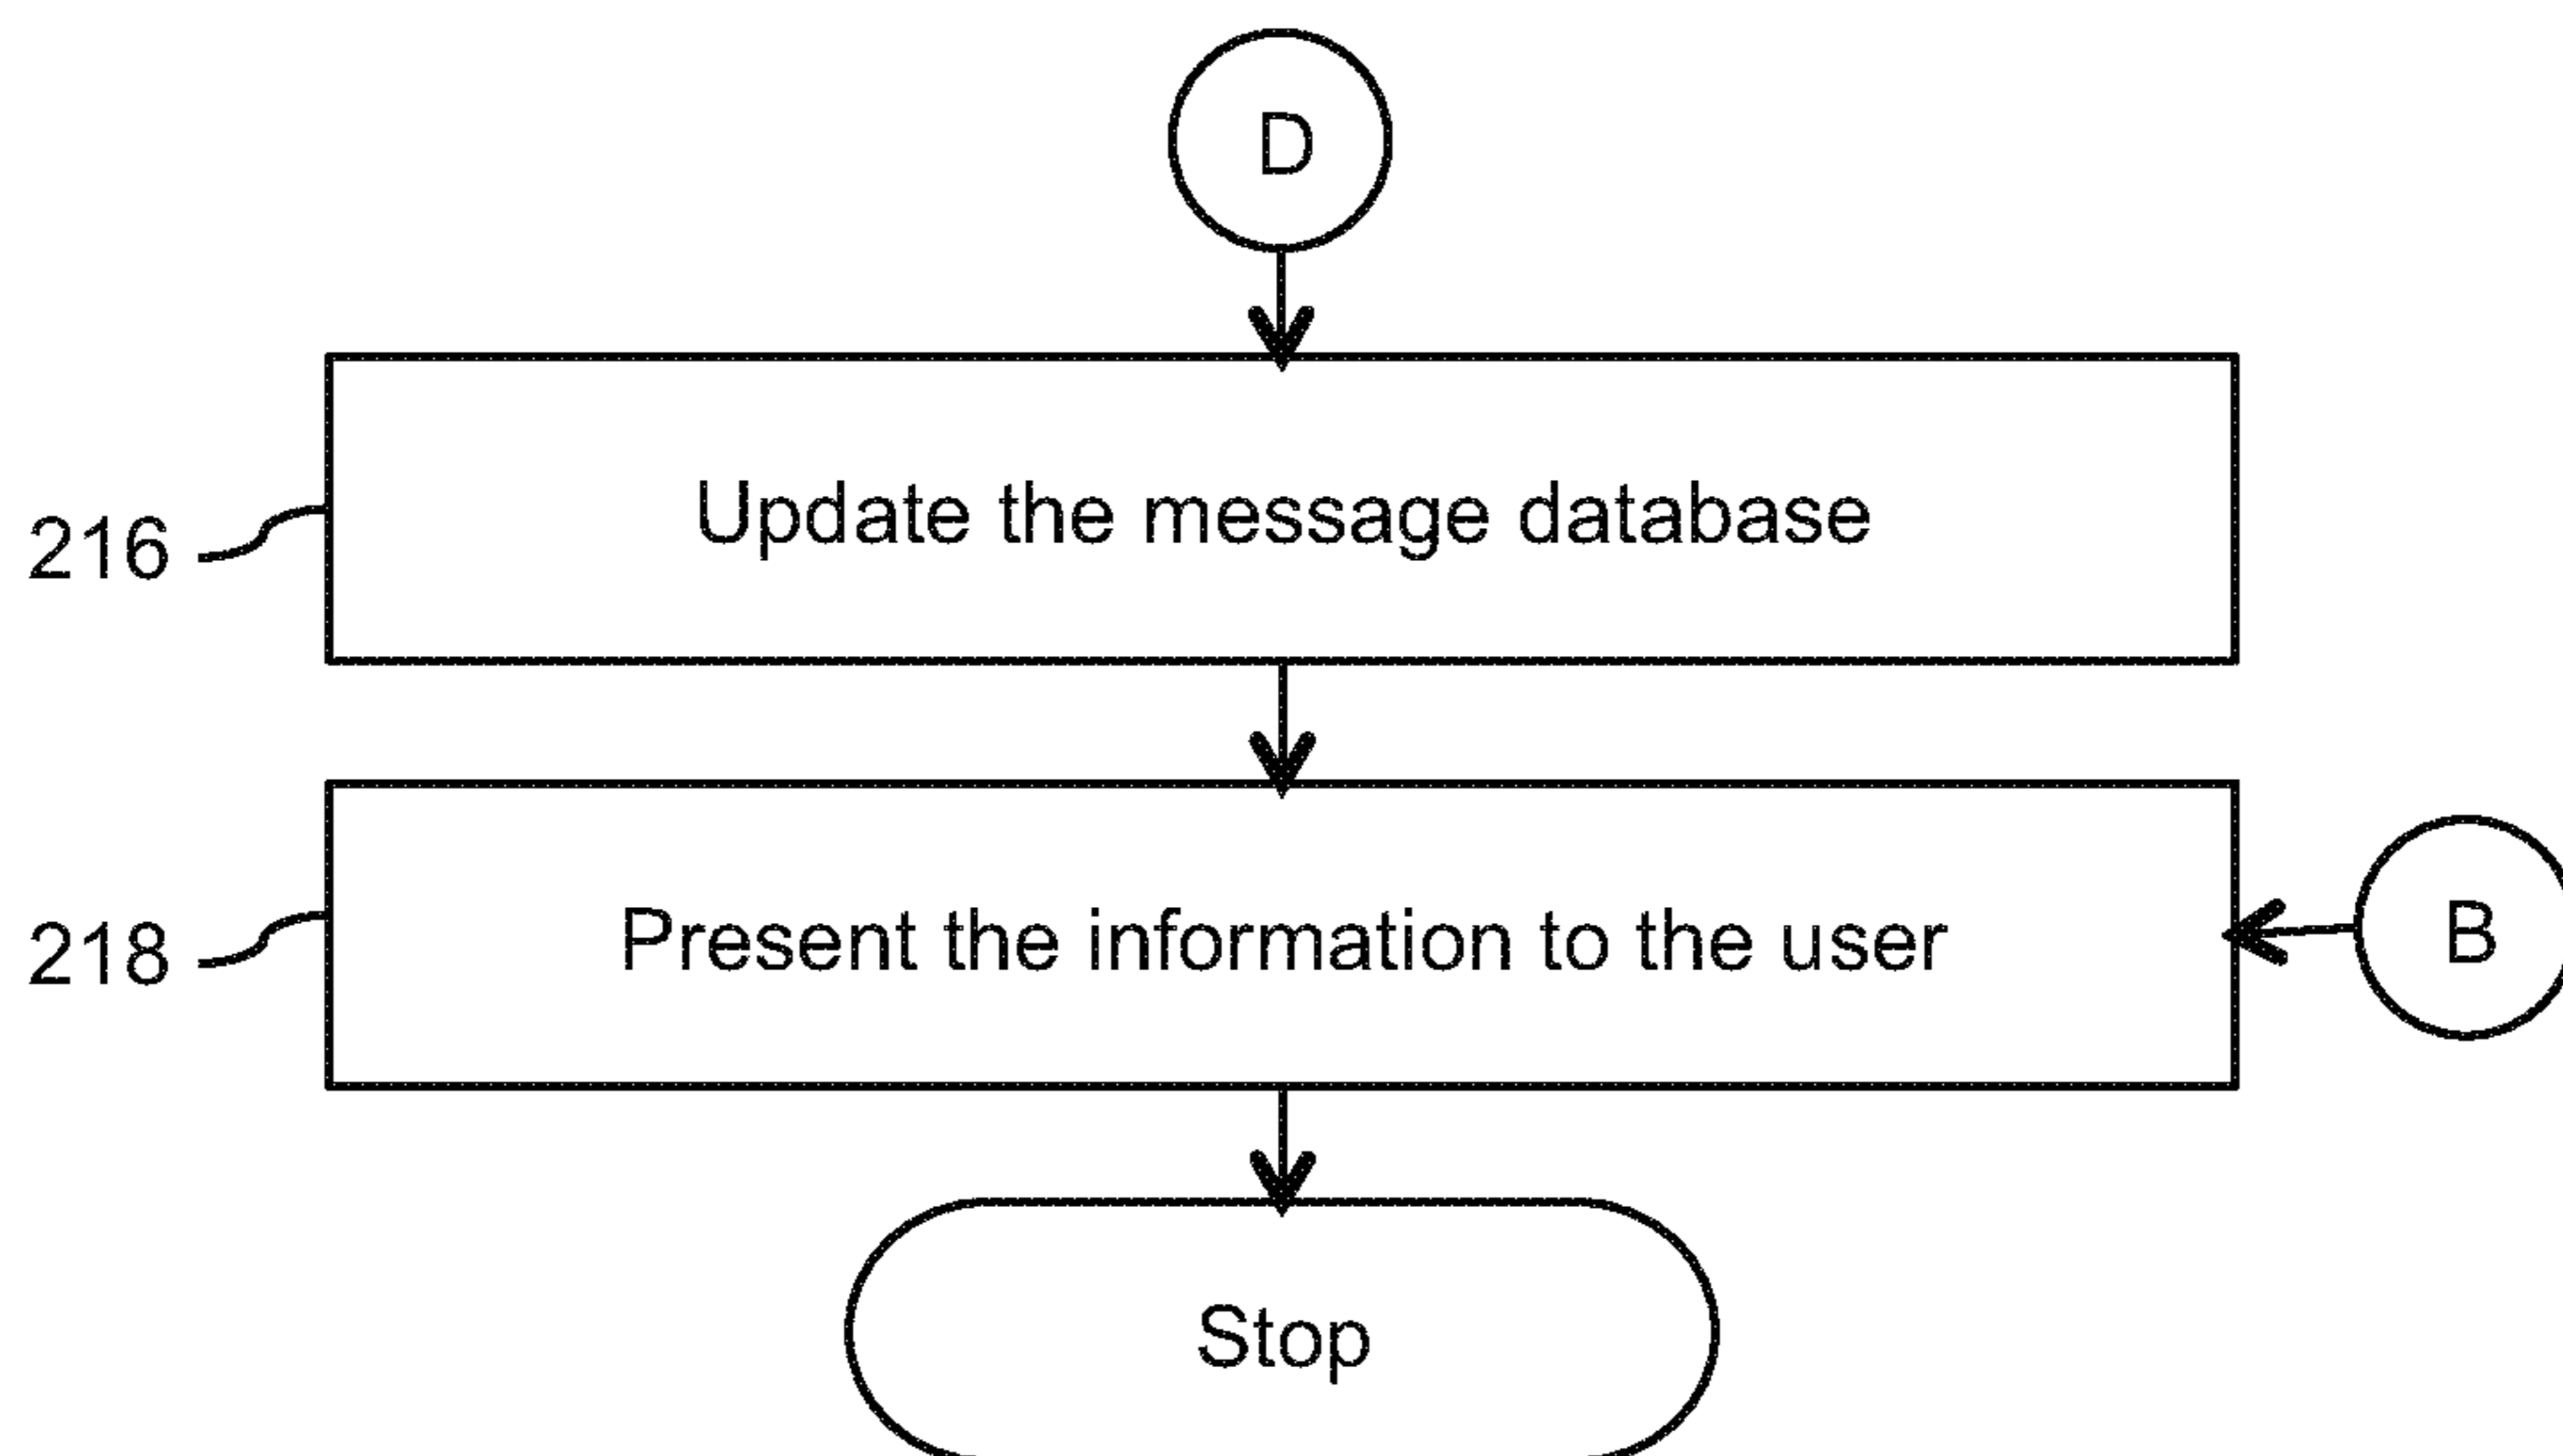 D
216
Update the message database
218
Present the information to the user
B
Stop